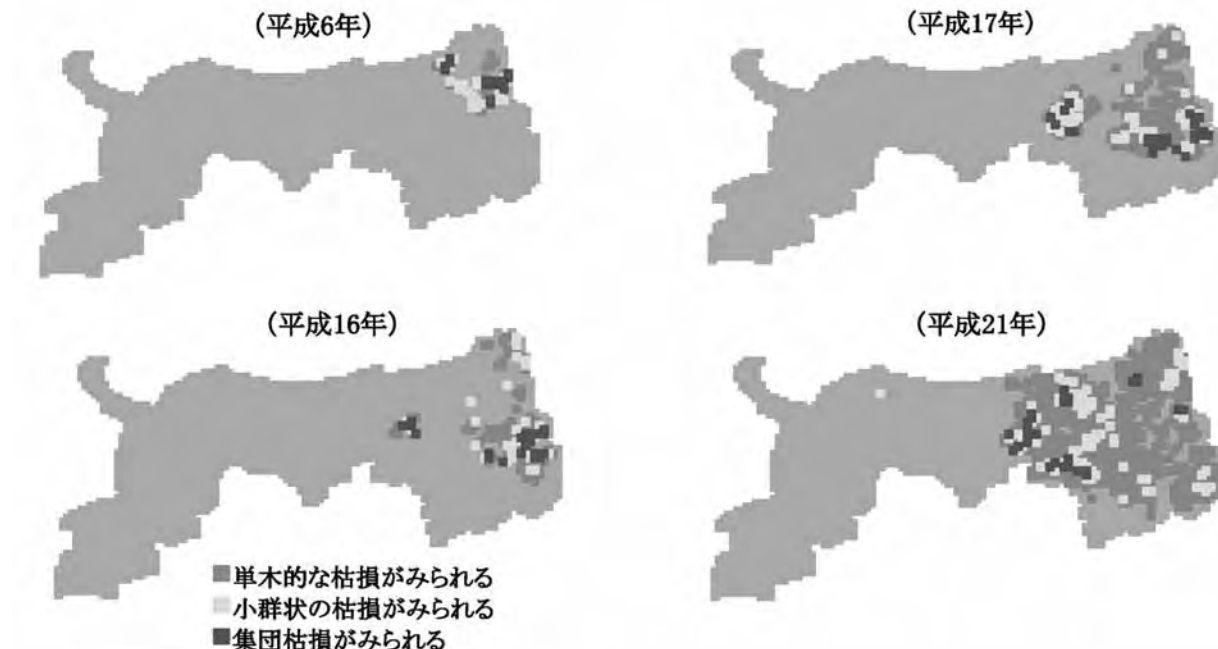 (平成6年)
(平成17年)
(平成16年)
(平成21年)
単木的な枯損がみられる
小群状の枯損がみられる
集団枯損がみられる